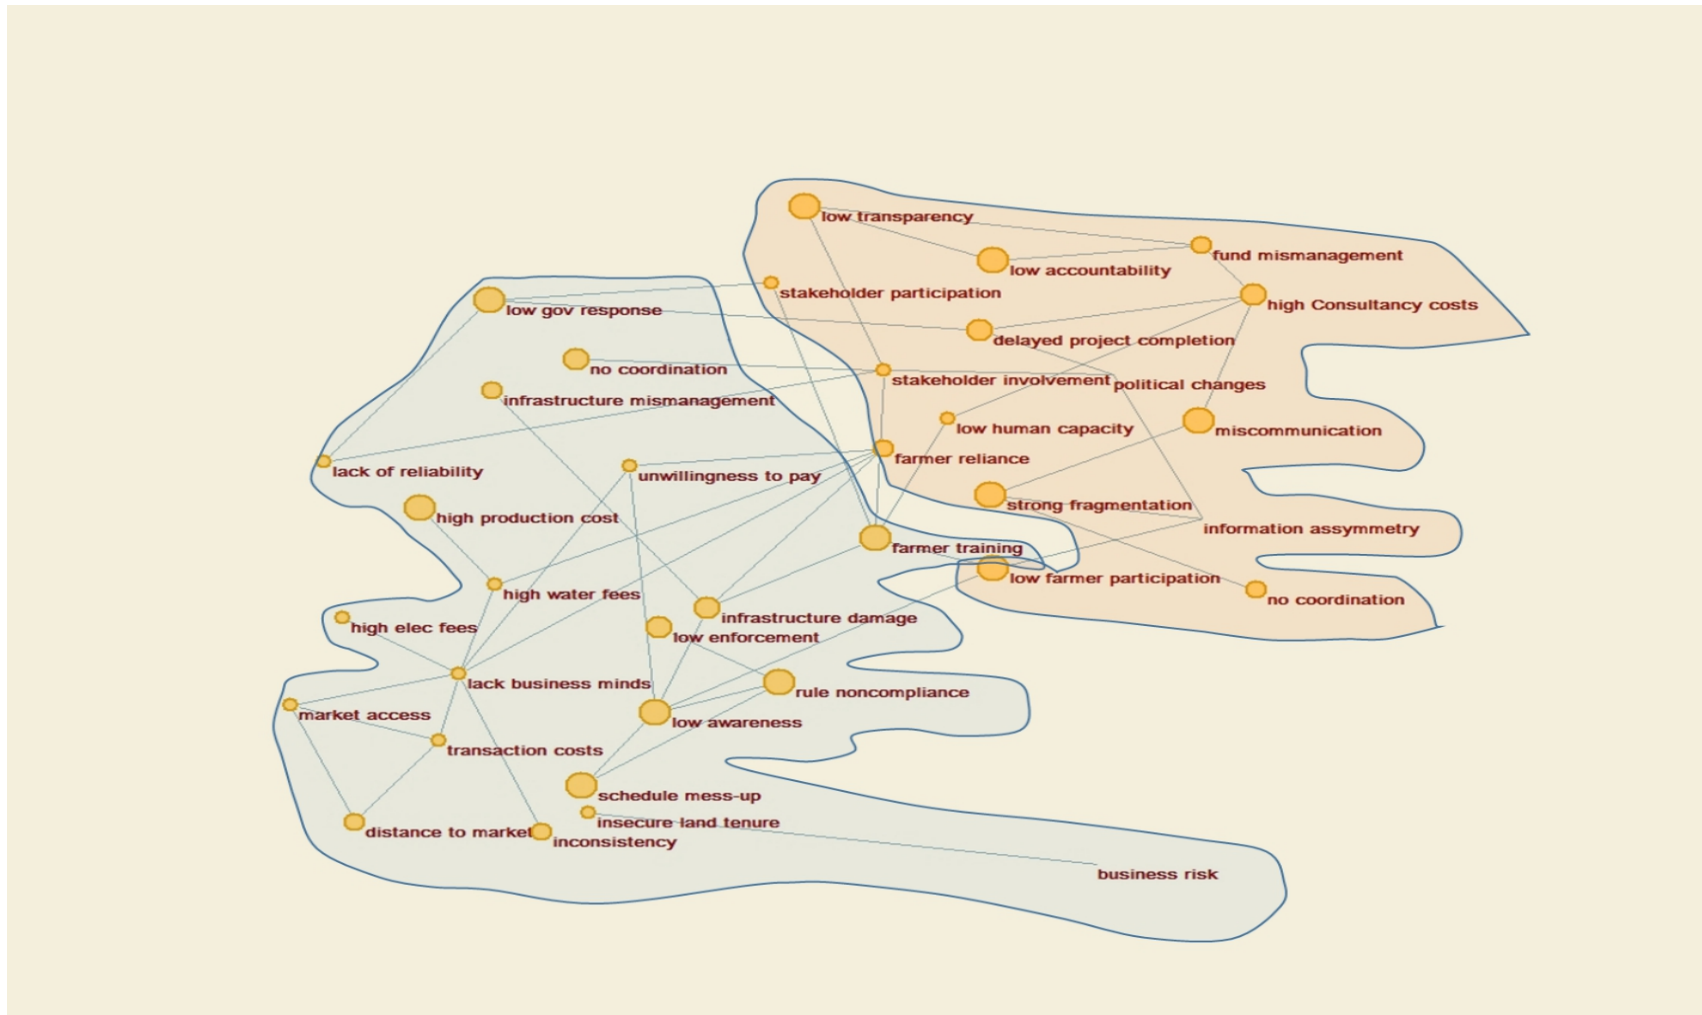 low transparency
fund mismanagement
low accountability
stakeholder participation
high Consultancy costs
low gov response
delayed project completion
no coordination
stakeholder involvement
political changes
infrastructure mismanagement
low human capacity
miscommunication
farmer reliance
lack of reliability
unwillingness to pay
strong fragmentation
high production cost
information assymmetry
farmer training
low farmer participation
high water fees
no coordination
infrastructure damage
high elec fees
low enforcement
lack business minds
rule noncompliance
market access
low awareness
transaction costs
schedule mess-up
insecure land tenure
distance to market
inconsistency
business risk